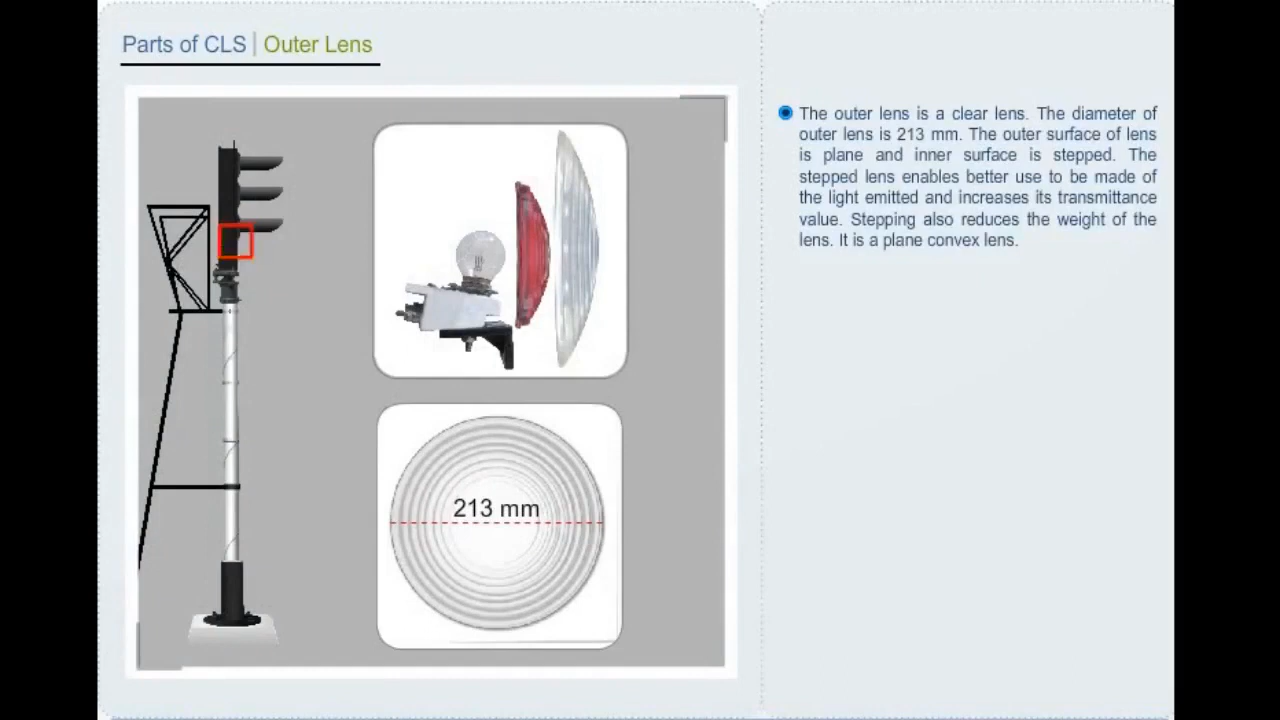 Parts of CLS | Outer Lens
The outer lens is a clear lens. The diameter of
outer lens is 213 mm. The outer surface of lens
is plane and inner surface is stepped. The
stepped lens enables better use to be made of
the light emitted and increases its transmittance
value. Stepping also reduces the weight of the
lens. It is a plane convex lens.
213 mm